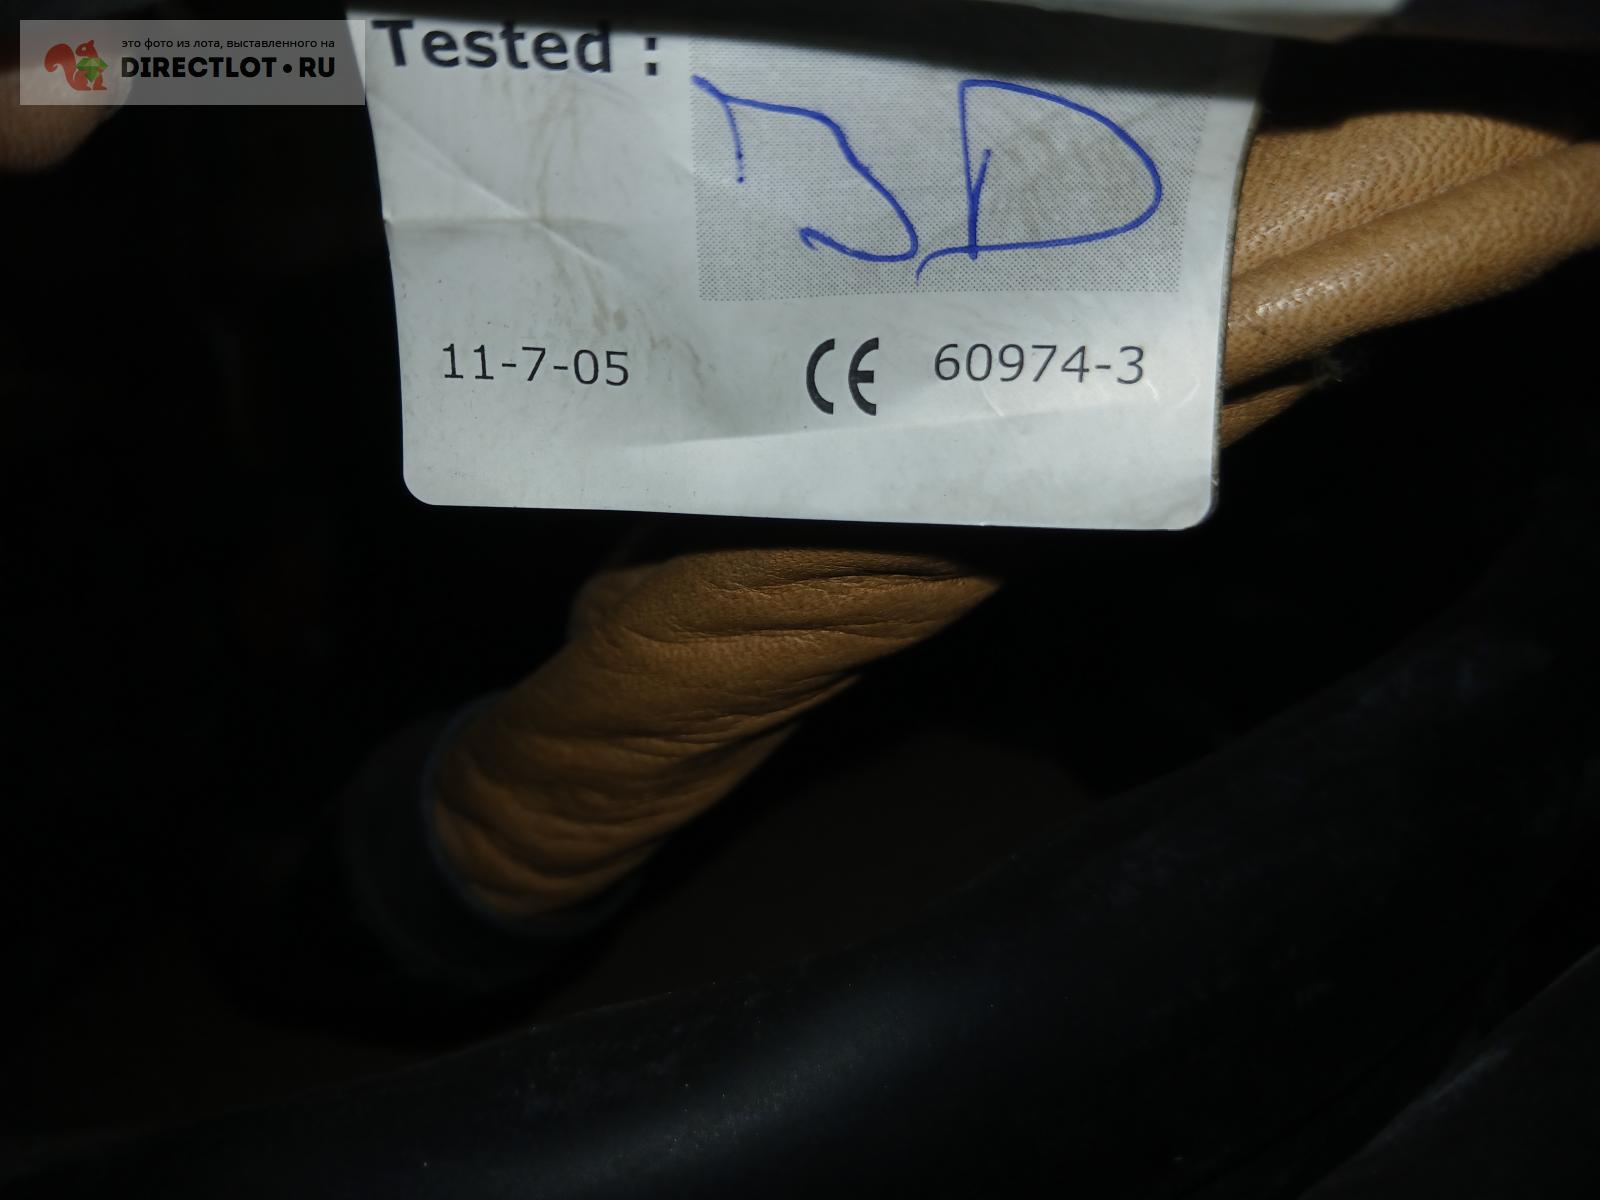 это фото из лота, выставленного на
DIRECTLOT•RU
Tested :
JD
11-7-05 CE 60974-3